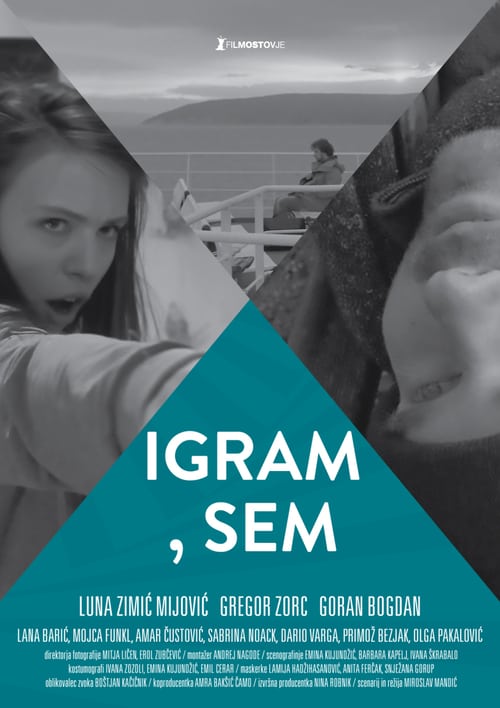 FILMOSTOVJE
IGRAM
, SEM
LUNA ZIMIĆ MIJOVIĆ GREGOR ZORC GORAN BOGDAN
LANA BARIĆ, MOJCA FUNKL, AMAR ČUSTOVIĆ, SABRINA NOACK, DARIO VARGA, PRIMOŽ BEZJAK, OLGA PAKALOVIĆ
direktorja fotografije MITJA LIČEN, EROL ZUBČEVIĆ / montažer ANDREJ NAGODE / scenografinje EMINA KUJUNDŽIĆ, BARBARA KAPELJ, IVANA ŠKRABALO
kostumografi IVANA ZOZOLI, EMINA KUJUNDŽIĆ, EMIL CERAR / maskerke LAMIJA HADŽIHASANOVIĆ, ANITA FERČAK, SNJEŽANA GORUP
oblikovalec zvoka BOŠTJAN KAČIČNIK / koproducentka AMRA BAKŠIĆ ČAMO / izvršna producentka NINA ROBNIK / scenarij in režija MIROSLAV MANDIĆ